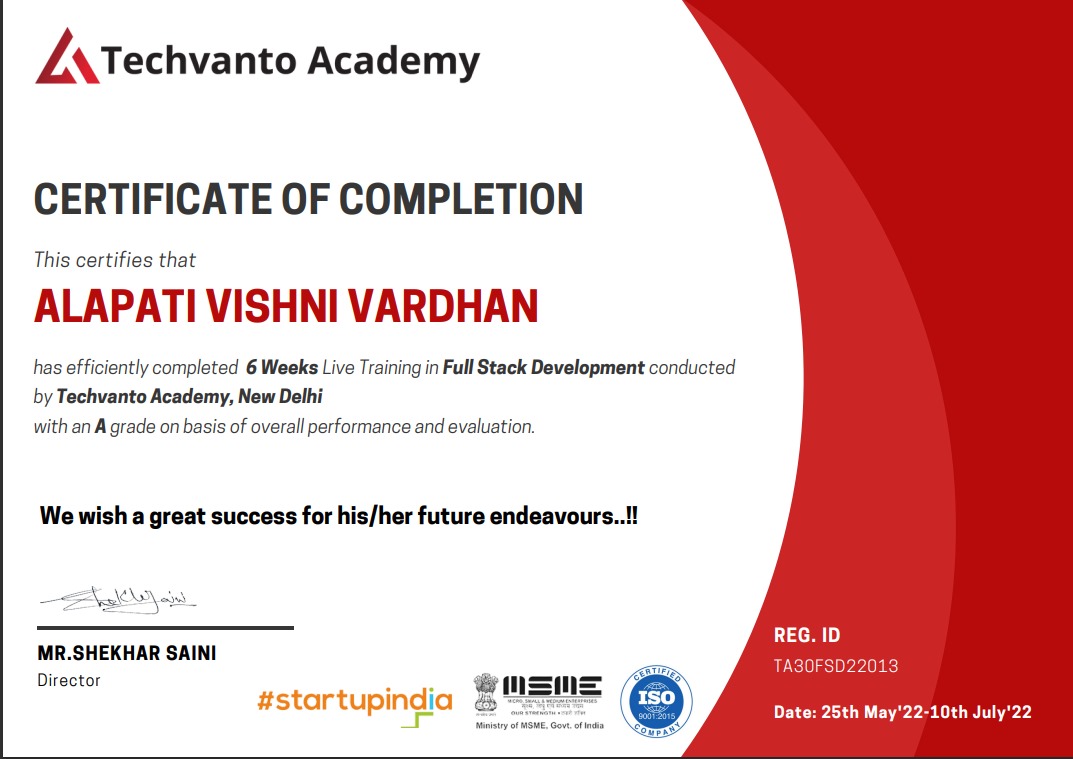 Techvanto Academy
CERTIFICATE OF COMPLETION
This certifies that
ALAPATI VISHNI VARDHAN
has efficiently completed 6 Weeks Live Training in Full Stack Development conducted
by Techvanto Academy, New Delhi
with an A grade on basis of overall performance and evaluation.
We wish a great success for his/her future endeavours..!!
MR.SHEKHAR SAINI
Director
#startupindia
MSME
MICRO, SMALL & MEDIUM ENTERPRISES
OUR STRENGTH •
Ministry of MSME, Govt. of India
CERTIFIED
ISO
9001:2015
COMPANY
REG. ID
TA30FSD22013
Date: 25th May'22-10th July'22